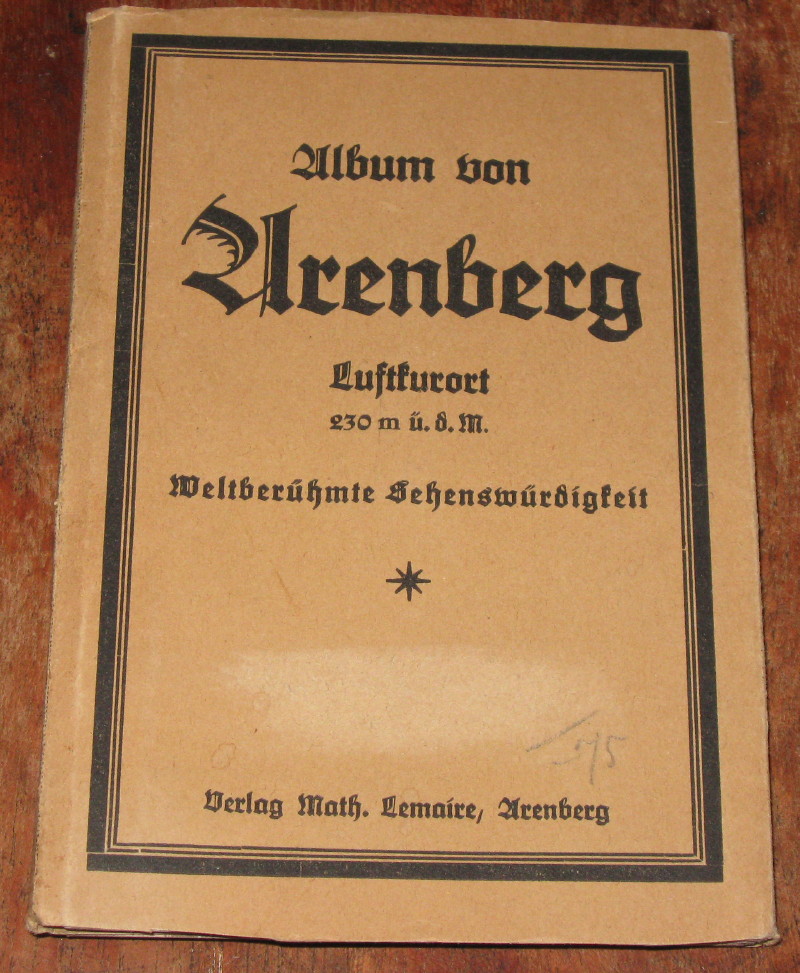 Album von
Arenberg
Luftkurort
230 m ü. d. M.
Weltberühmte Sehenswürdigkeit
Verlag Math. Lemaire, Arenberg